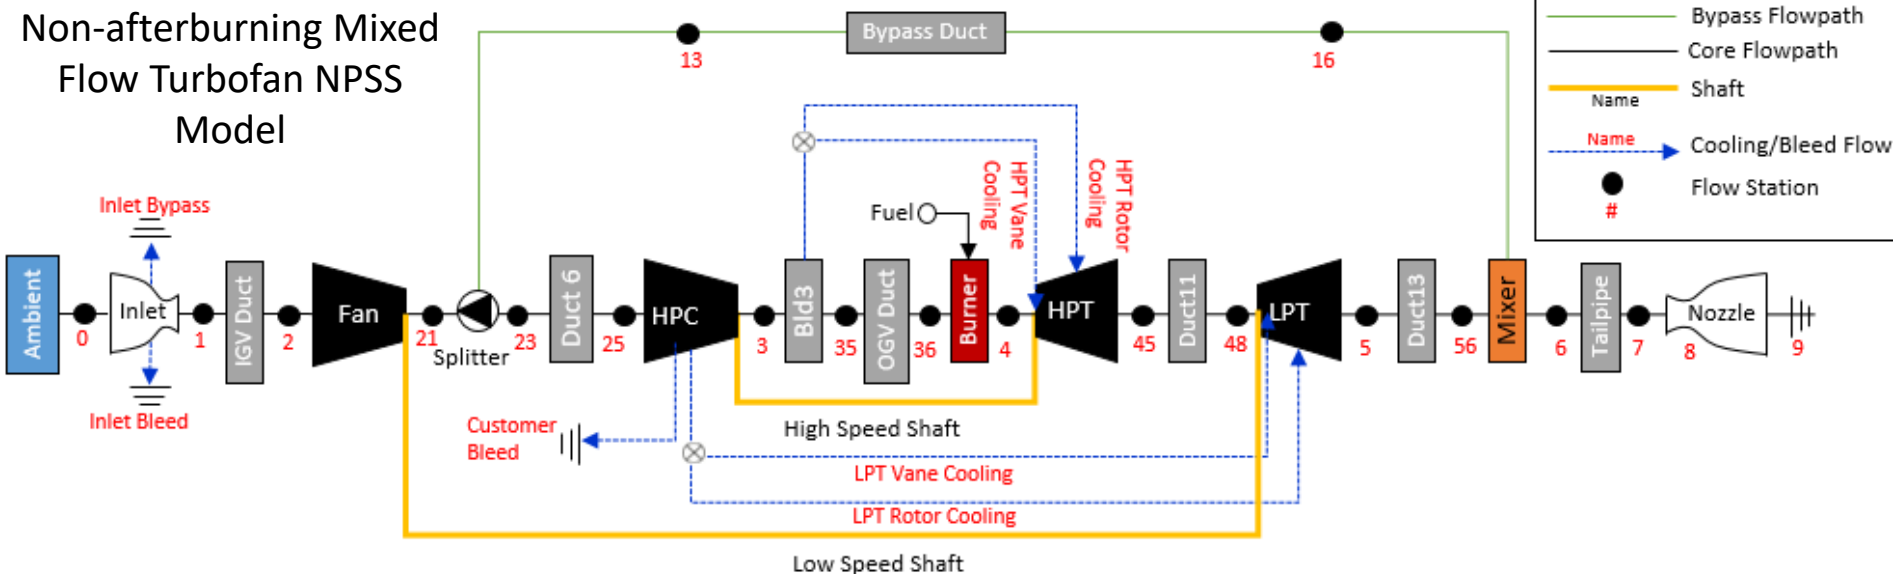 Non-afterburning Mixed
Flow Turbofan NPSS
Model
Bypass Duct
13
16
Bypass Flowpath
Core Flowpath
Shaft
Name
Name
Cooling/Bleed Flow
Flow Station
#
Inlet Bypass
Inlet Bleed
Fuel
HPT Vane
Cooling
HPT Rotor
Cooling
Ambient
0
Inlet
1
IGV Duct
2
Fan
21
Splitter
23
Duct 6
25
HPC
3
Bld3
35
OGV Duct
36
Burner
4
HPT
45
Duct11
48
LPT
5
Duct13
56
Mixer
6
Tailpipe
7
8
Nozzle
9
Customer
Bleed
High Speed Shaft
LPT Vane Cooling
LPT Rotor Cooling
Low Speed Shaft